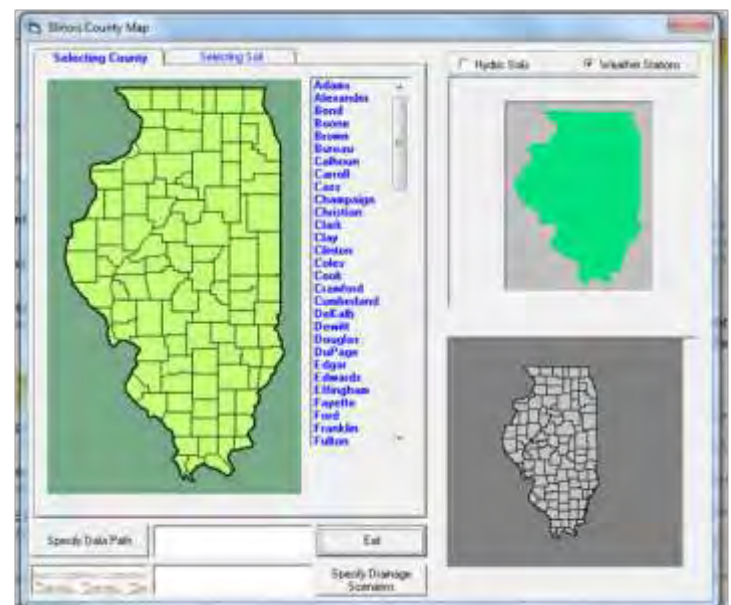 Illinois County Map
Selecting County
Selecting Soil
Hydric Soils
Weather Stations
Adams
Alexander
Bond
Boone
Brown
Bureau
Calhoun
Carroll
Cass
Champaign
Christian
Clark
Clay
Clinton
Coles
Cook
Crawford
Cumberland
DeKalb
Dewitt
Douglas
DuPage
Edgar
Edwards
Effingham
Fayette
Ford
Franklin
Fulton
Specify Data Path
Exit
Specify Drainage
Scenarios